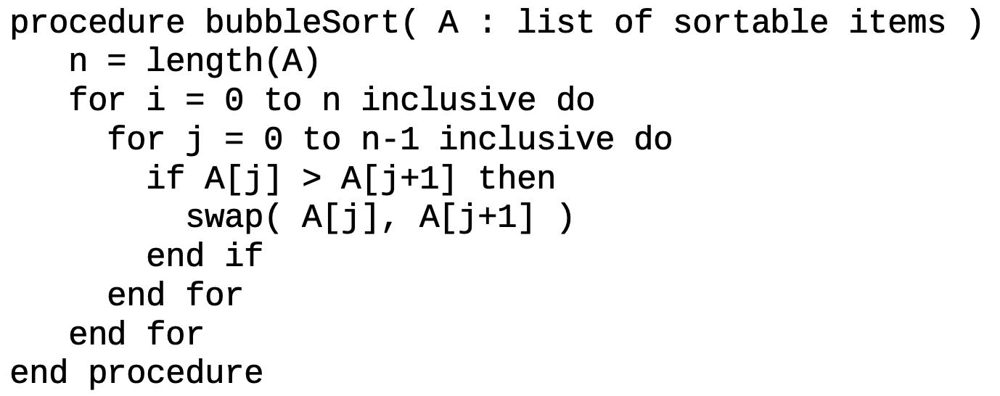 procedure bubbleSort( A : list of sortable items )
   n = length(A)
   for i = 0 to n inclusive do
     for j = 0 to n-1 inclusive do
       if A[j] > A[j+1] then
         swap( A[j], A[j+1] )
       end if
     end for
   end for
end procedure